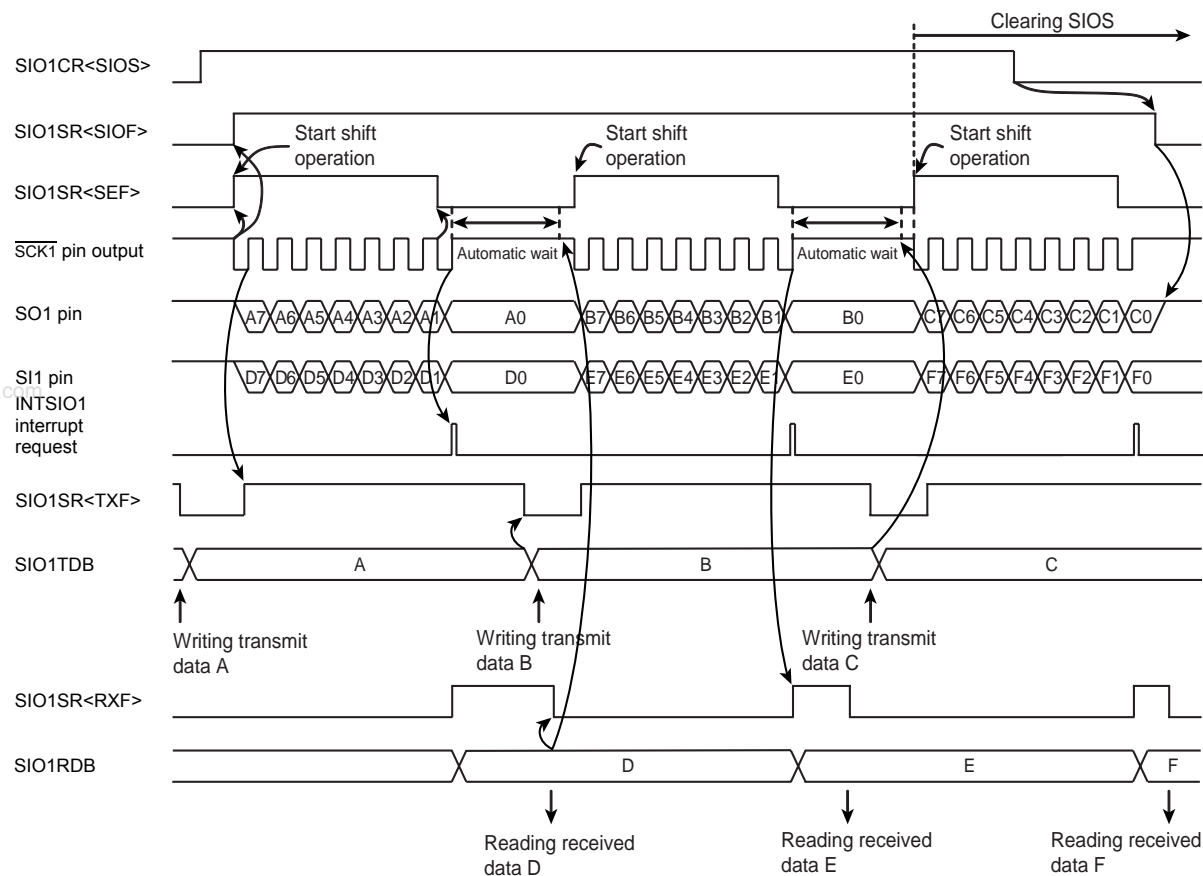 Clearing SIOS
SIO1CR<SIOS>
SIO1SR<SIOF>
Start shift
operation
Start shift
operation
Start shift
operation
SIO1SR<SEF>
SCK1 pin output
Automatic wait
Automatic wait
SO1 pin
A7 A6 A5 A4 A3 A2 A1 A0 B7 B6 B5 B4 B3 B2 B1 B0 C7 C6 C5 C4 C3 C2 C1 C0
SI1 pin
D7 D6 D5 D4 D3 D2 D1 D0 E7 E6 E5 E4 E3 E2 E1 E0 F7 F6 F5 F4 F3 F2 F1 F0
.com
INTSIO1
interrupt
request
SIO1SR<TXF>
SIO1TDB
A B C
Writing transmit
data A
Writing transmit
data B
Writing transmit
data C
SIO1SR<RXF>
SIO1RDB
D E F
Reading received
data D
Reading received
data E
Reading received
data F